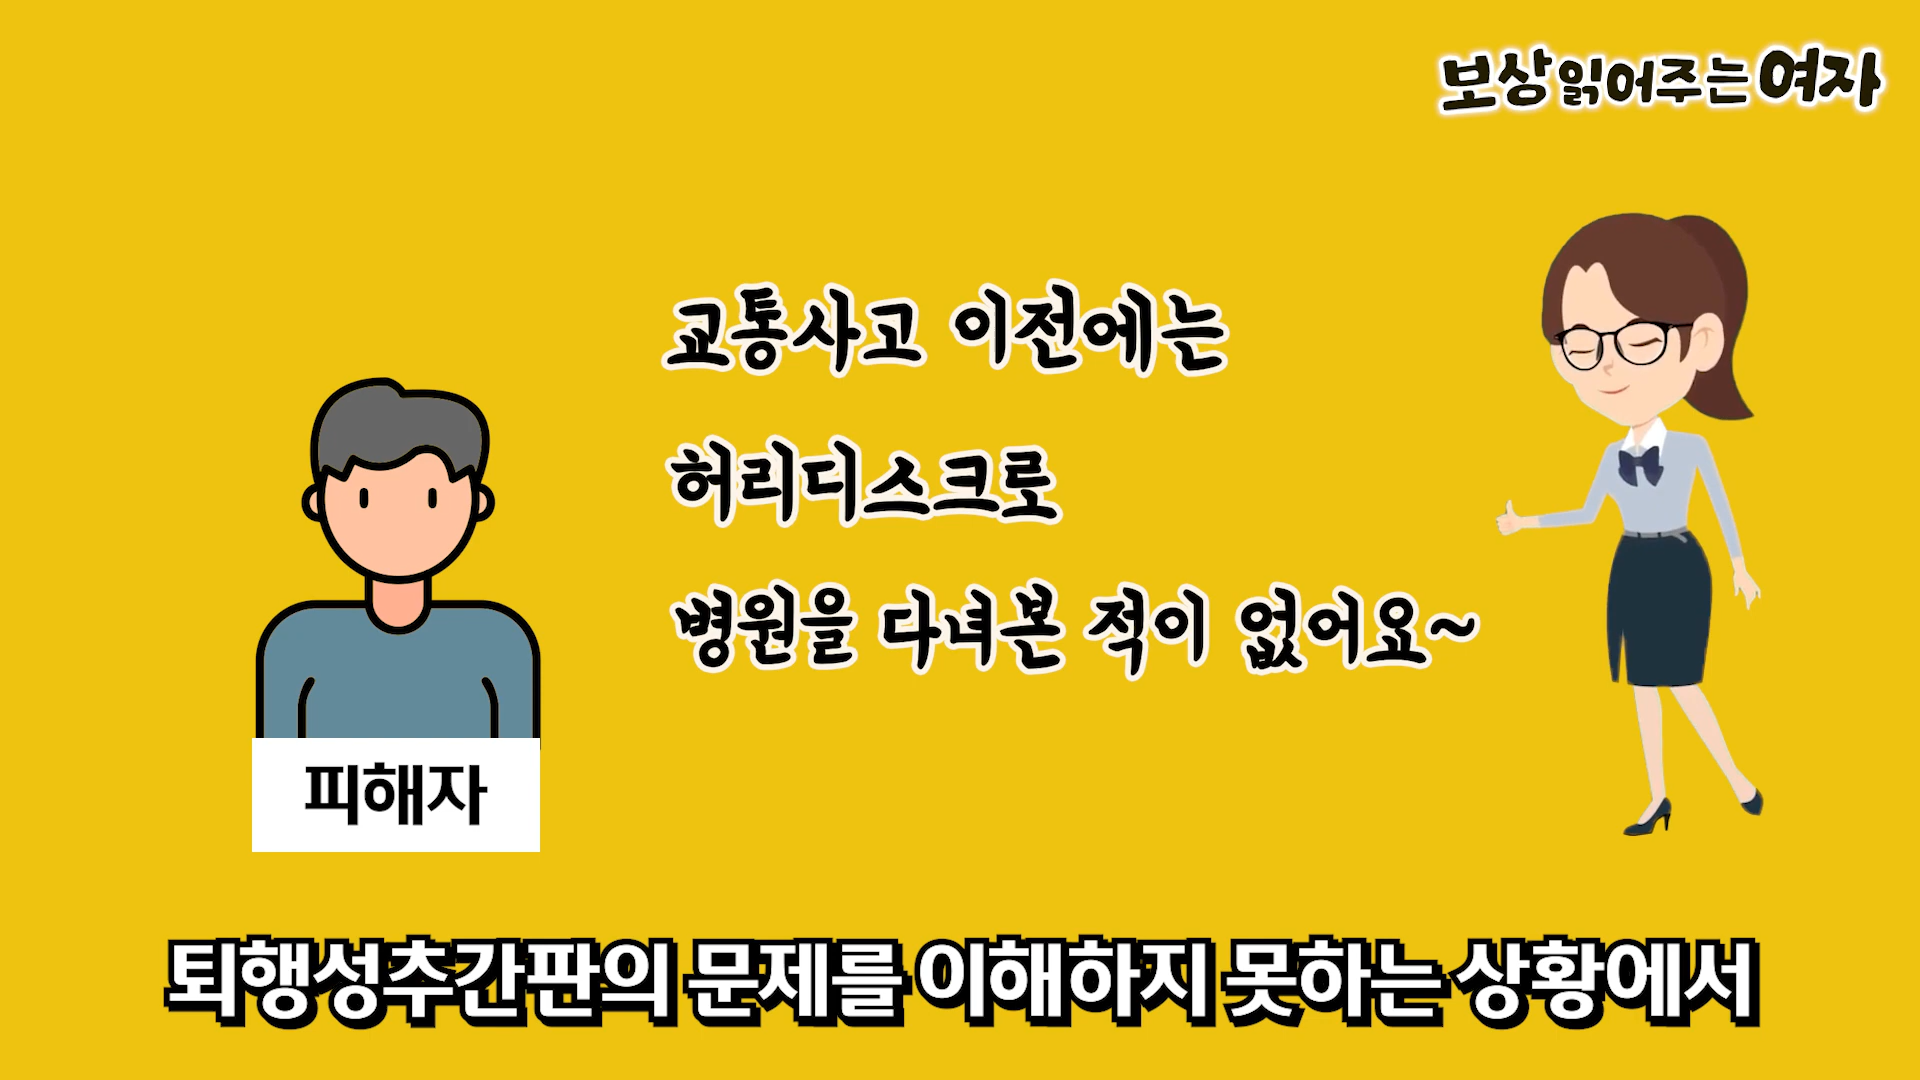 보상 읽어주는 여자
교통사고 이전에는
허리디스크로
병원을 다녀본 적이 없어요~
피해자
퇴행성추간판의 문제를 이해하지 못하는 상황에서